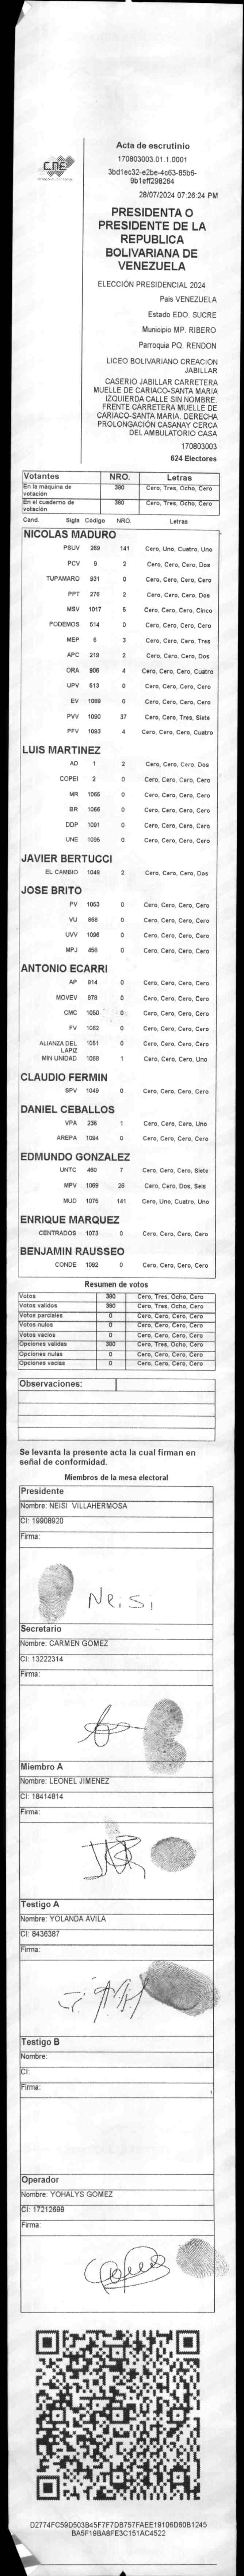 CNE
Acta de escrutinio
170803003.01.1.0001
3bd1ec32-e2be-4c63-85b6-
9b1eff298264
28/07/2024 07:26:24 PM
PRESIDENTA O
PRESIDENTE DE LA
REPUBLICA
BOLIVARIANA DE
VENEZUELA
ELECCIÓN PRESIDENCIAL 2024
Pais VENEZUELA
Estado EDO. SUCRE
Municipio MP. RIBERO
Parroquia PQ. RENDON
LICEO BOLIVARIANO CREACION
JABILLAR
CASERIO JABILLAR CARRETERA
MUELLE DE CARIACO-SANTA MARIA
IZQUIERDA CALLE SIN NOMBRE.
FRENTE CARRETERA MUELLE DE
CARIACO-SANTA MARIA. DERECHA
PROLONGACIÓN CASANAY CERCA
DEL AMBULATORIO CASA
170803003
624 Electores
Votantes NRO. Letras
En la máquina de
votación 380 Cero, Tres, Ocho, Cero
En el cuaderno de
votación 380 Cero, Tres, Ocho, Cero
Cand. Sigla Código NRO. Letras
NICOLAS MADURO
PSUV 269 141 Cero, Uno, Cuatro, Uno
PCV 9 2 Cero, Cero, Cero, Dos
TUPAMARO 931 0 Cero, Cero, Cero, Cero
PPT 276 2 Cero, Cero, Cero, Dos
MSV 1017 5 Cero, Cero, Cero, Cinco
PODEMOS 514 0 Cero, Cero, Cero, Cero
MEP 6 3 Cero, Cero, Cero, Tres
APC 219 2 Cero, Cero, Cero, Dos
ORA 906 4 Cero, Cero, Cero, Cuatro
UPV 613 0 Cero, Cero, Cero, Cero
EV 1089 0 Cero, Cero, Cero, Cero
PVV 1090 37 Cero, Cero, Tres, Siete
PFV 1093 4 Cero, Cero, Cero, Cuatro
LUIS MARTINEZ
AD 1 2 Cero, Cero, Cero, Dos
COPEI 2 0 Cero, Cero, Cero, Cero
MR 1065 0 Cero, Cero, Cero, Cero
BR 1066 0 Cero, Cero, Cero, Cero
DDP 1091 0 Cero, Cero, Cero, Cero
UNE 1095 0 Cero, Cero, Cero, Cero
JAVIER BERTUCCI
EL CAMBIO 1048 2 Cero, Cero, Cero, Dos
JOSE BRITO
PV 1053 0 Cero, Cero, Cero, Cero
VU 868 0 Cero, Cero, Cero, Cero
UVV 1096 0 Cero, Cero, Cero, Cero
MPJ 458 0 Cero, Cero, Cero, Cero
ANTONIO ECARRI
AP 814 0 Cero, Cero, Cero, Cero
MOVEV 879 0 Cero, Cero, Cero, Cero
CMC 1050 0 Cero, Cero, Cero, Cero
FV 1062 0 Cero, Cero, Cero, Cero
ALIANZA DEL
LAPIZ 1051 0 Cero, Cero, Cero, Cero
MIN UNIDAD 1068 1 Cero, Cero, Cero, Uno
CLAUDIO FERMIN
SPV 1049 0 Cero, Cero, Cero, Cero
DANIEL CEBALLOS
VPA 236 1 Cero, Cero, Cero, Uno
AREPA 1094 0 Cero, Cero, Cero, Cero
EDMUNDO GONZALEZ
UNTC 460 7 Cero, Cero, Cero, Siete
MPV 1069 26 Cero, Cero, Dos, Seis
MUD 1075 141 Cero, Uno, Cuatro, Uno
ENRIQUE MARQUEZ
CENTRADOS 1073 0 Cero, Cero, Cero, Cero
BENJAMIN RAUSSEO
CONDE 1092 0 Cero, Cero, Cero, Cero
Resumen de votos
Votos 380 Cero, Tres, Ocho, Cero
Votos validos 380 Cero, Tres, Ocho, Cero
Votos parciales 0 Cero, Cero, Cero, Cero
Votos nulos 0 Cero, Cero, Cero, Cero
Votos vacíos 0 Cero, Cero, Cero, Cero
Opciones validas 380 Cero, Tres, Ocho, Cero
Opciones nulas 0 Cero, Cero, Cero, Cero
Opciones vacías 0 Cero, Cero, Cero, Cero
Observaciones:
Se levanta la presente acta la cual firman en
señal de conformidad.
Miembros de la mesa electoral
Presidente
Nombre: NEISI VILLAHERMOSA
CI: 19908920
Firma:
Neisi
Secretario
Nombre: CARMEN GOMEZ
CI: 13222314
Firma:
Miembro A
Nombre: LEONEL JIMENEZ
CI: 18414814
Firma:
Testigo A
Nombre: YOLANDA AVILA
CI: 8436387
Firma:
Testigo B
Nombre:
CI:
Firma:
Operador
Nombre: YOHALYS GOMEZ
CI: 17212699
Firma:
D2774FC59D503B45F7F7DB757FAEE19106D60B1245
BA5F19BA8FE3C151AC4522